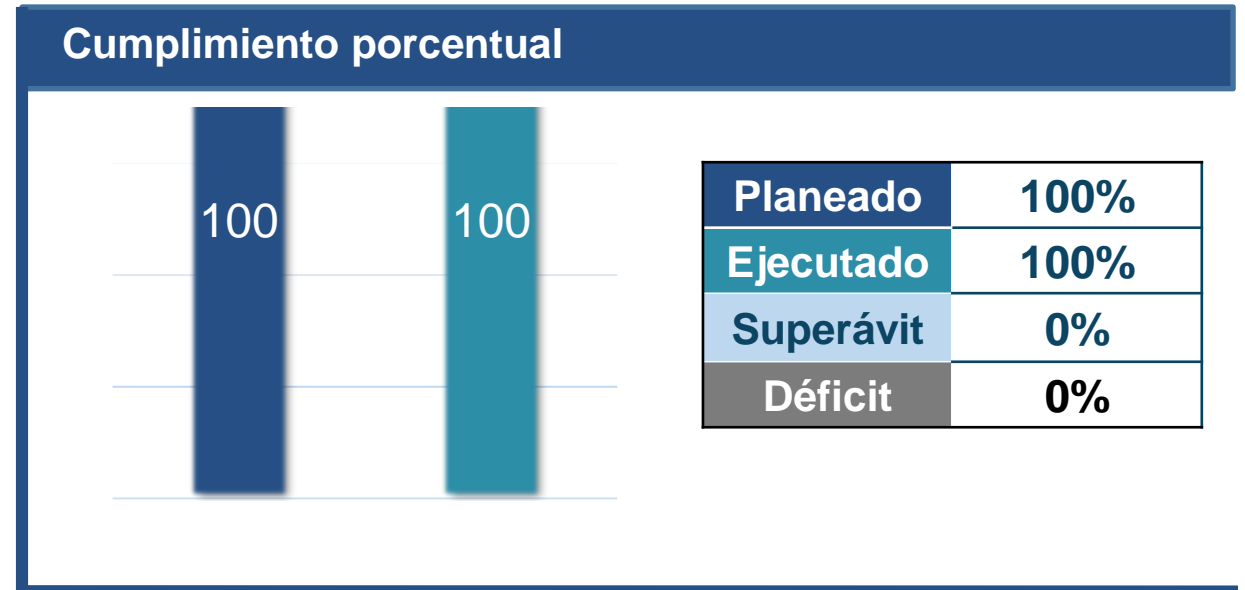 Cumplimiento porcentual
100 100
Planeado 100%
Ejecutado 100%
Superávit 0%
Déficit 0%